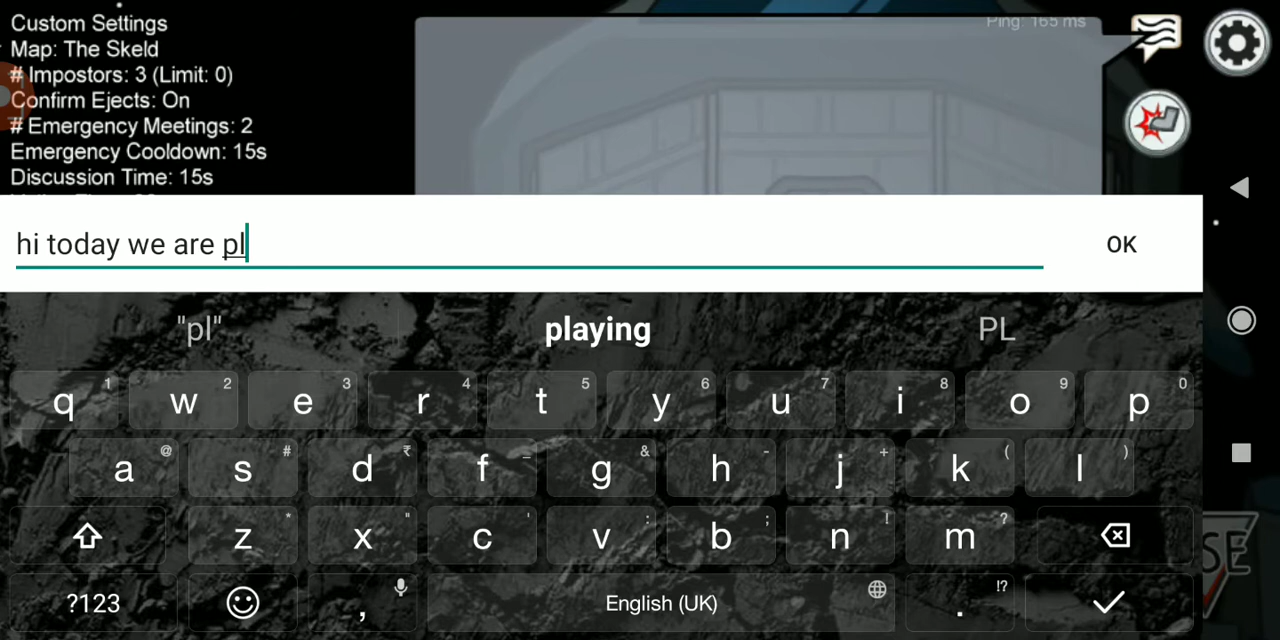 Custom Settings
Ping: 165 ms
Map: The Skeld
# Impostors: 3 (Limit: 0)
Confirm Ejects: On
# Emergency Meetings: 2
Emergency Cooldown: 15s
Discussion Time: 15s
hi today we are pl
OK
"pl" playing PL
q 1 w 2 e 3 r 4 t 5 y 6 u 7 i 8 o 9 p 0
a @ s # d ₹ f _ g & h - j + k ( l )
z * x " c ' v : b ; n ! m ?
SE
?123 , English (UK) . !?